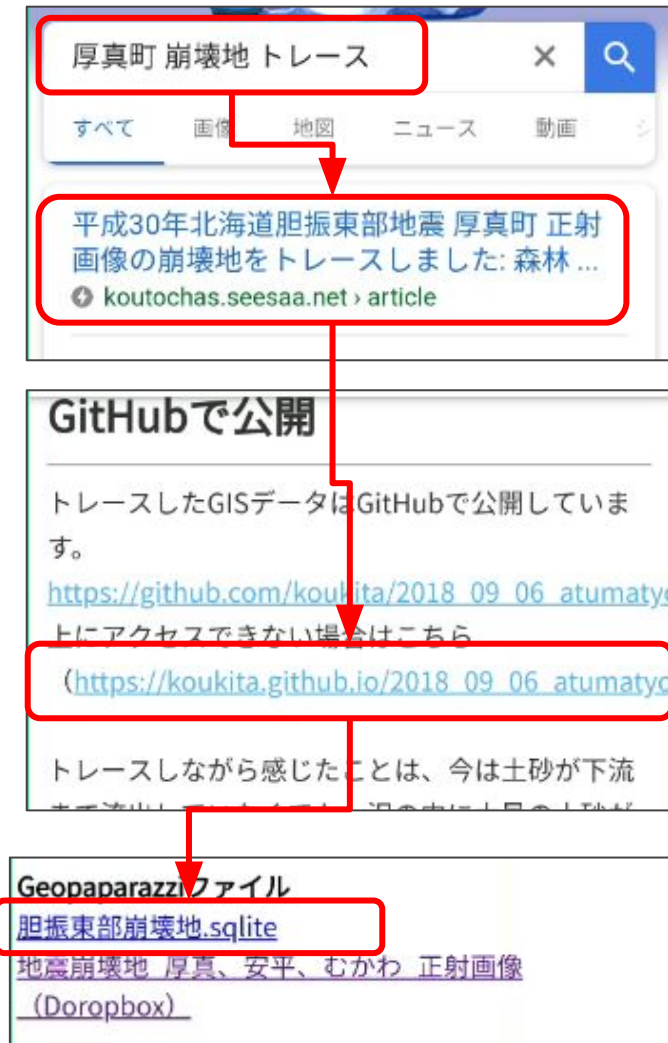 厚真町 崩壊地 トレース
すべて 画像 地図 ニュース 動画
平成30年北海道胆振東部地震 厚真町 正射
画像の崩壊地をトレースしました: 森林 ...
koutochas.seesaa.net › article
GitHubで公開
トレースしたGISデータはGitHubで公開していま
す。
https://github.com/koukita/2018_09_06_atumatyo
上にアクセスできない場合はこちら
（https://koukita.github.io/2018_09_06_atumatyo
トレースしながら感じたことは、今は土砂が下流
Geopaparazziファイル
胆振東部崩壊地.sqlite
地震崩壊地_厚真、安平、むかわ_正射画像
（Doropbox）